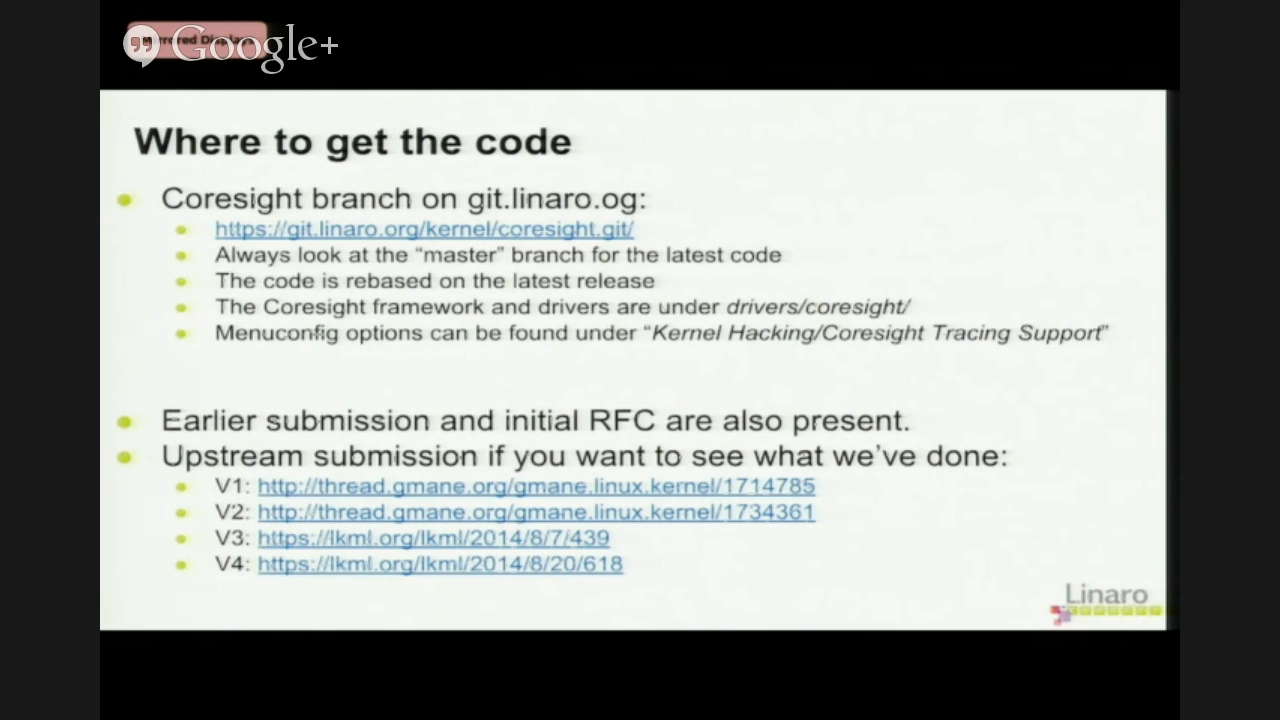 Google+
Where to get the code
Coresight branch on git.linaro.og:
https://git.linaro.org/kernel/coresight.git/
Always look at the “master” branch for the latest code
The code is rebased on the latest release
The Coresight framework and drivers are under drivers/coresight/
Menuconfig options can be found under “Kernel Hacking/Coresight Tracing Support”
Earlier submission and initial RFC are also present.
Upstream submission if you want to see what we’ve done:
V1: http://thread.gmane.org/gmane.linux.kernel/1714785
V2: http://thread.gmane.org/gmane.linux.kernel/1734361
V3: https://lkml.org/lkml/2014/8/7/439
V4: https://lkml.org/lkml/2014/8/20/618
Linaro